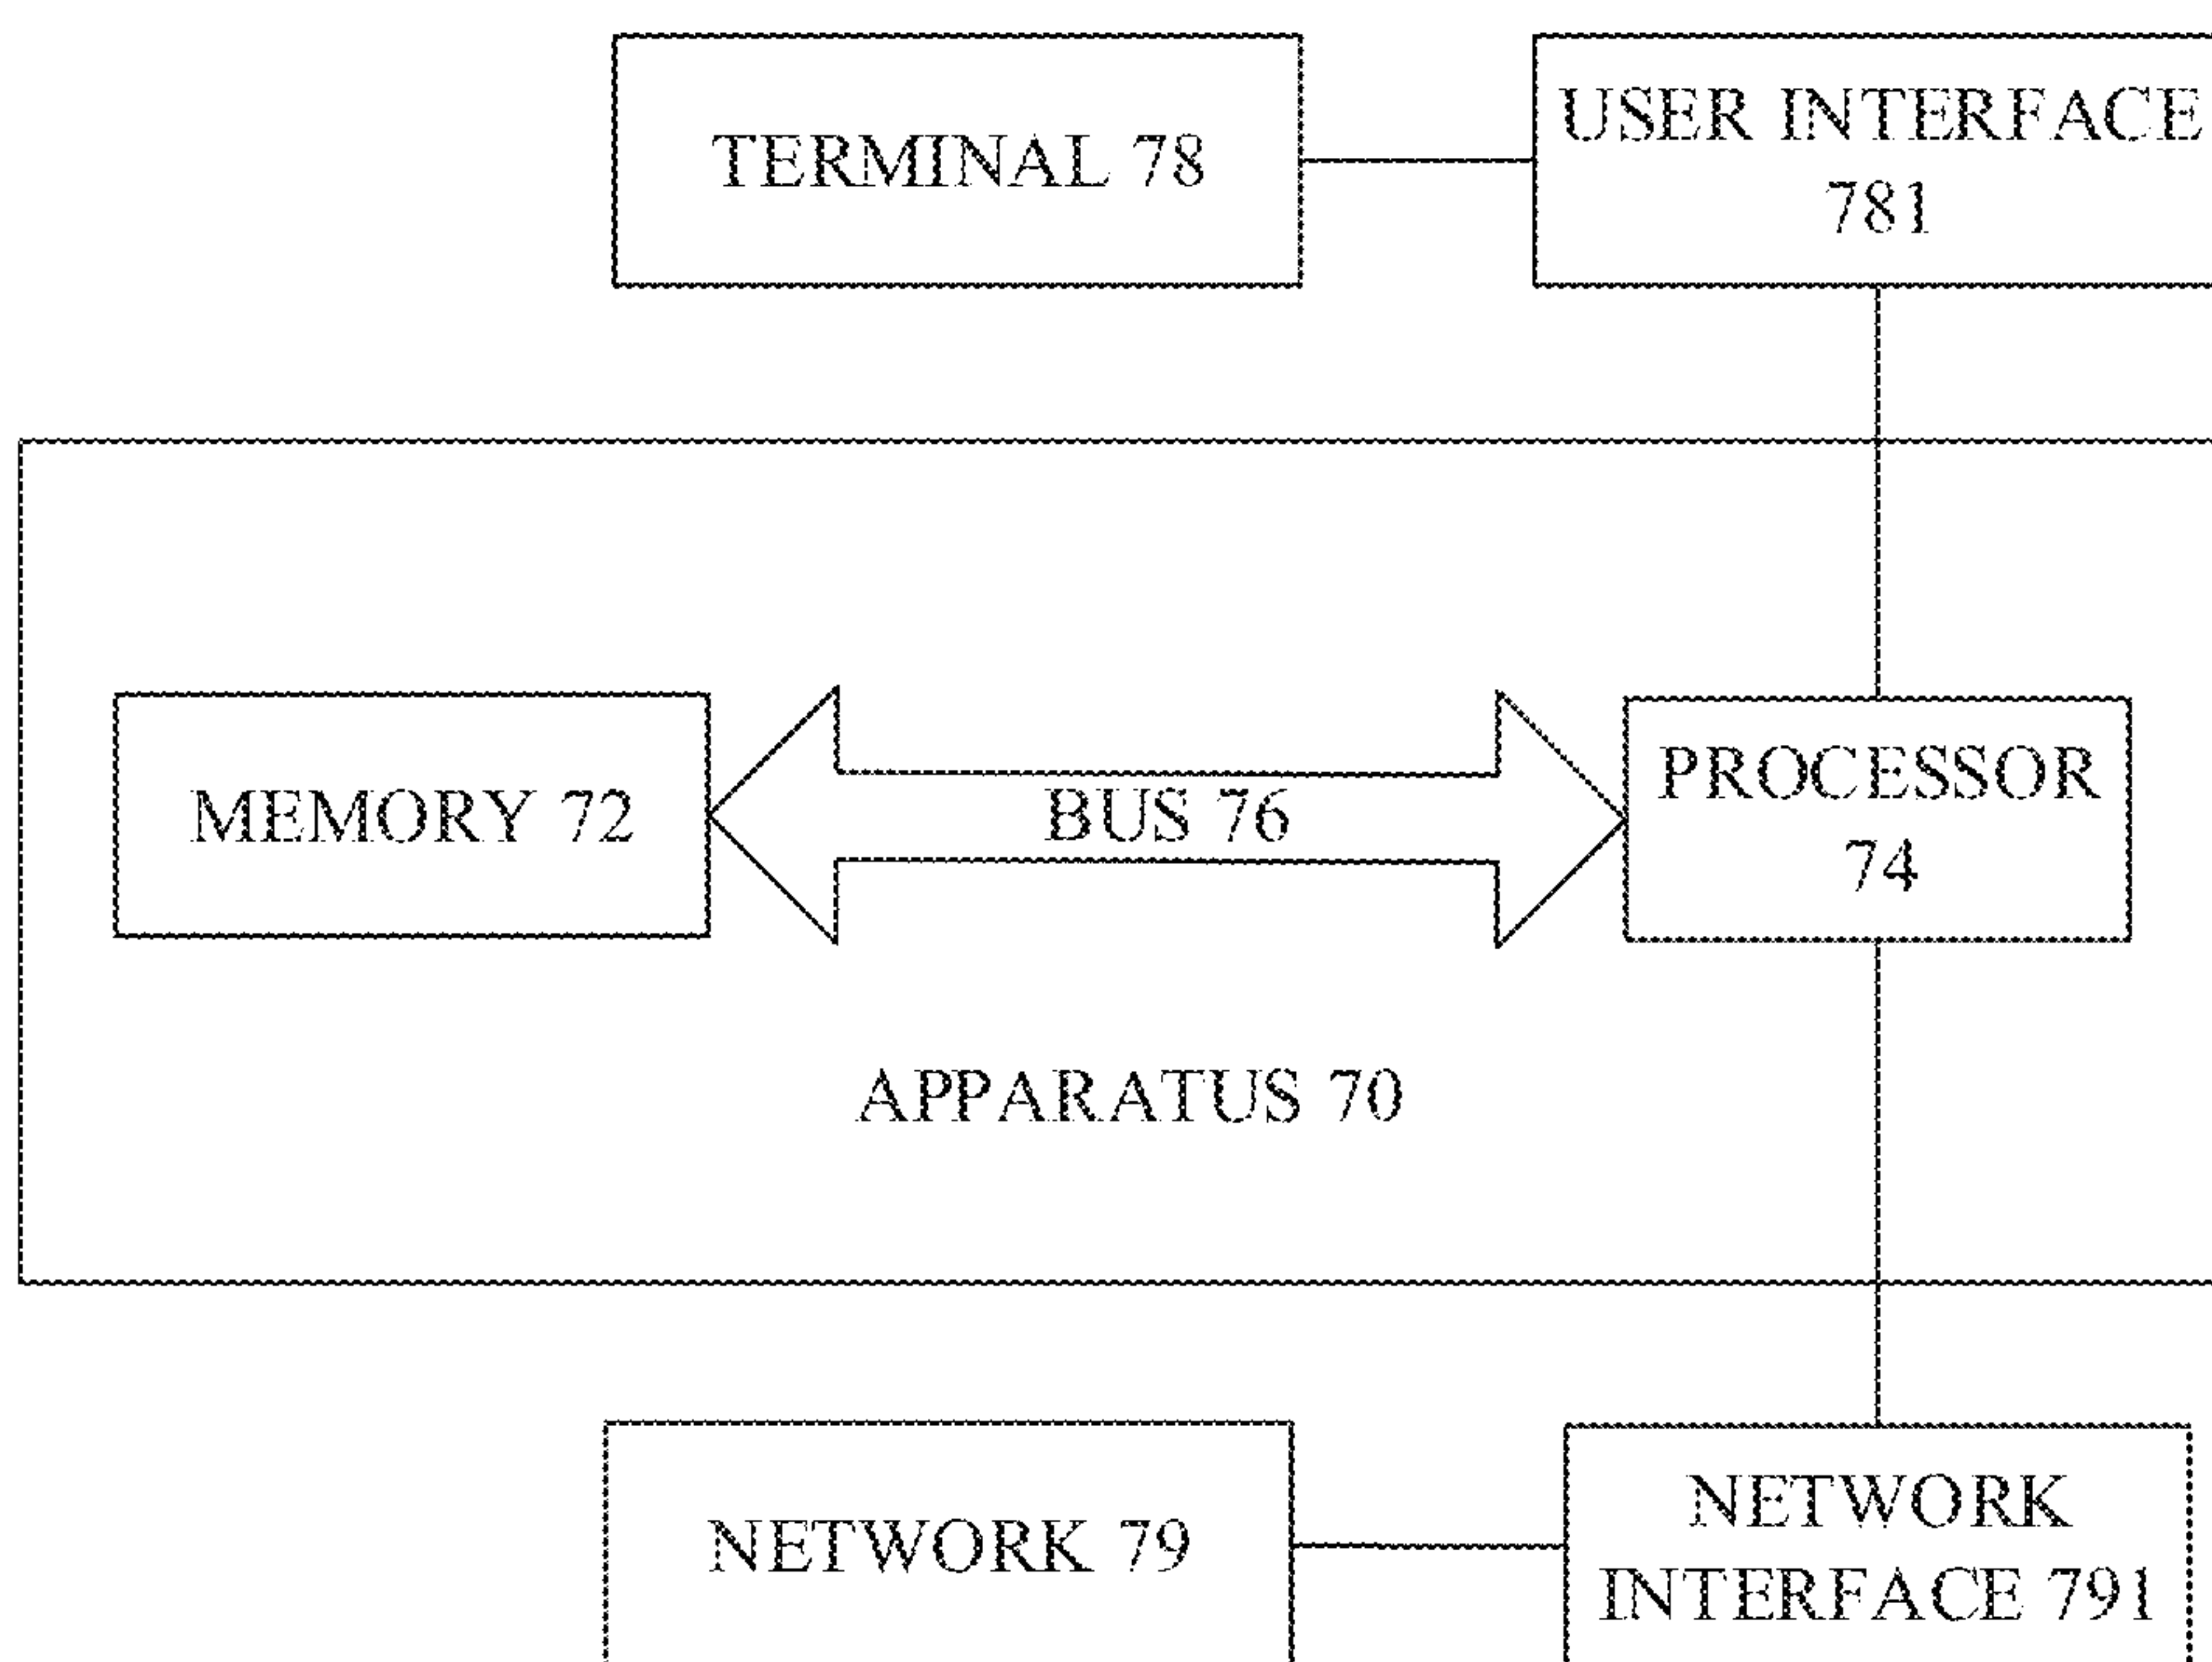 TERMINAL 78
USER INTERFACE
781
MEMORY 72
BUS 76
PROCESSOR
74
APPARATUS 70
NETWORK 79
NETWORK
INTERFACE 791